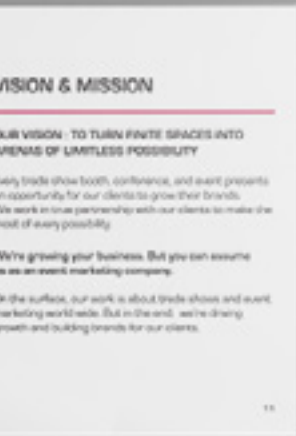 VISION & MISSION
OUR VISION : TO TURN FINITE SPACES INTO
ARENAS OF LIMITLESS POSSIBILITY
every trade show booth, conference, and event presents
an opportunity for our clients to grow their brands.
We work in true partnership with our clients to make the
most of every possibility.
We're growing your business. But you can assume
us as an event marketing company.
On the surface, our work is about trade shows and event
marketing world wide. But in the end, we're driving
growth and building brands for our clients.